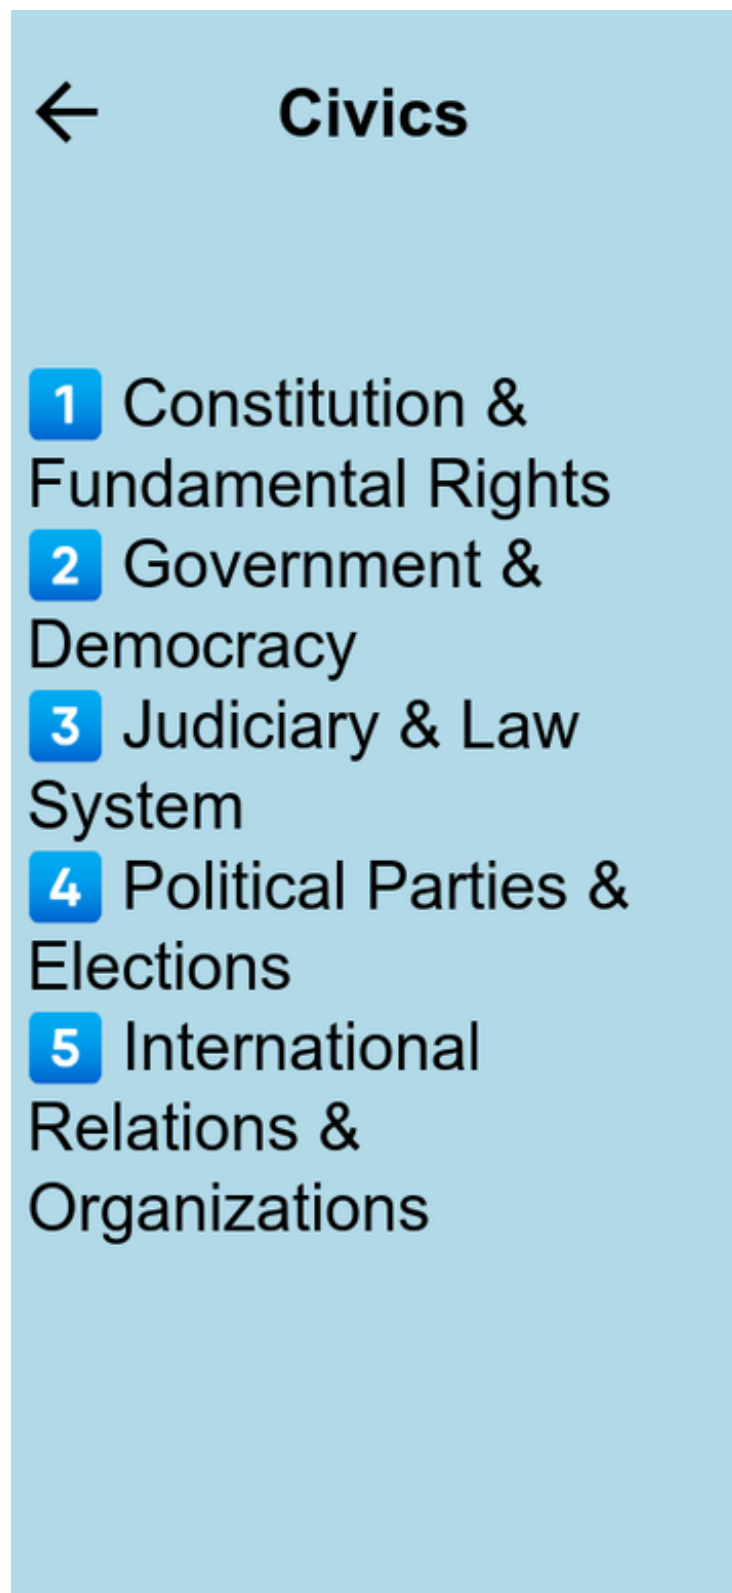 Civics
1️⃣ Constitution &
Fundamental Rights
2️⃣ Government &
Democracy
3️⃣ Judiciary & Law
System
4️⃣ Political Parties &
Elections
5️⃣ International
Relations &
Organizations